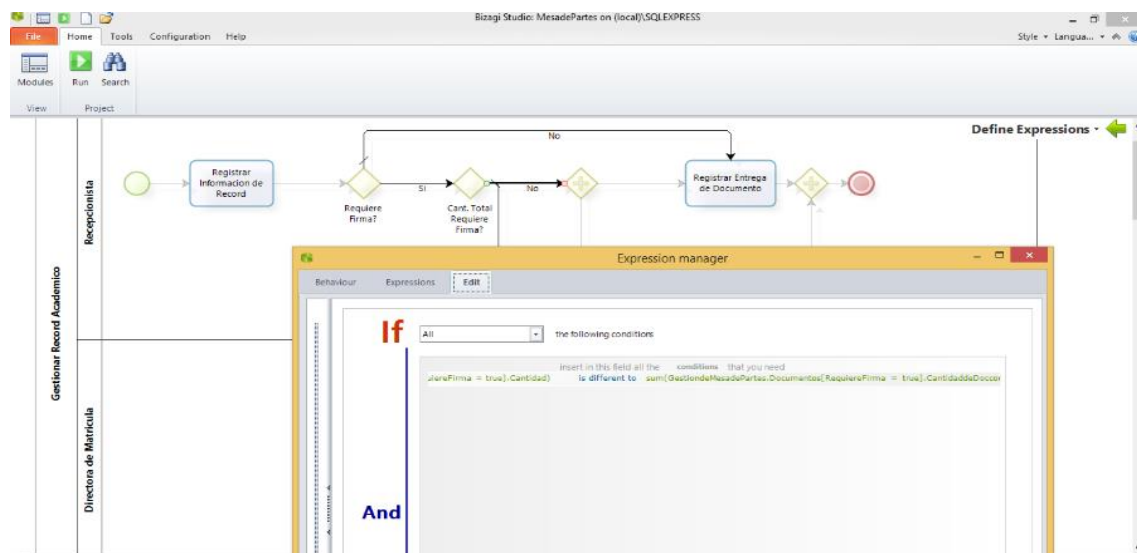 Bizagi Studio: MesadePartes on (local)\SQLEXPRESS
File Home Tools Configuration Help
Style Langua...
Modules Run Search
View Project
Define Expressions
Gestionar Record Academico
Recepcionista
Registrar
Informacion de
Record
Requiere
Firma?
No
Si
Cant. Total
Requiere
Firma?
No
Registrar Entrega
de Documento
Directora de Matricula
Expression manager
Behaviour Expressions Edit
If All the following conditions
insert in this field all the conditions that you need
uiereFirma = true].Cantidad) is different to sum(GestiondeMesadePartes.Documentos[RequiereFirma = true].CantidaddeDoccor
And